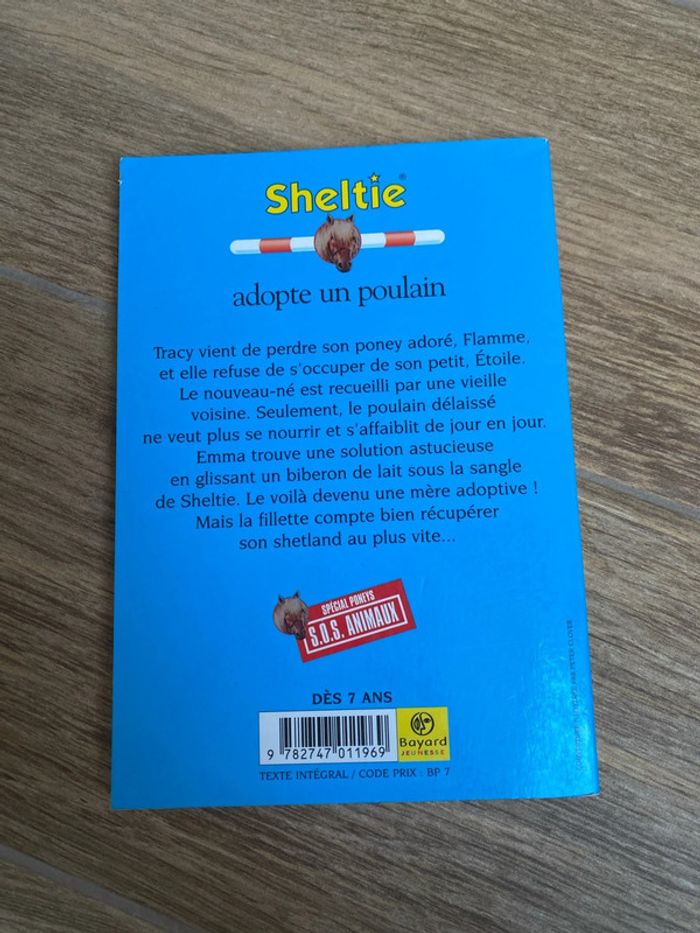 Sheltie®
adopte un poulain
Tracy vient de perdre son poney adoré, Flamme,
et elle refuse de s'occuper de son petit, Étoile.
Le nouveau-né est recueilli par une vieille
voisine. Seulement, le poulain délaissé
ne veut plus se nourrir et s'affaiblit de jour en jour.
Emma trouve une solution astucieuse
en glissant un biberon de lait sous la sangle
de Sheltie. Le voilà devenu une mère adoptive !
Mais la fillette compte bien récupérer
son shetland au plus vite...
SPÉCIAL PONEYS
S.O.S. ANIMAUX
DÈS 7 ANS
9 782747 011969
Bayard
JEUNESSE
TEXTE INTÉGRAL / CODE PRIX : BP 7
PAR PETER CLOVER